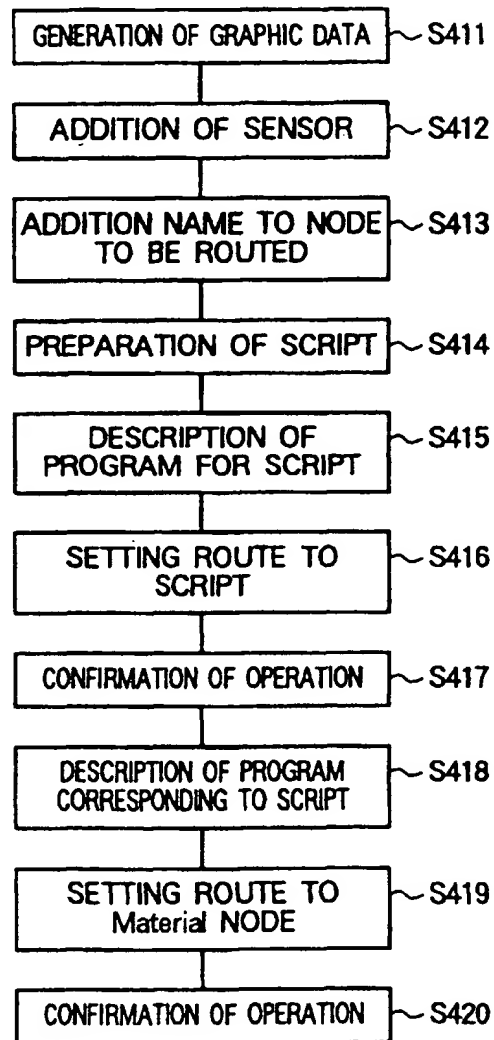 GENERATION OF GRAPHIC DATA S411
ADDITION OF SENSOR S412
ADDITION NAME TO NODE S413
TO BE ROUTED
PREPARATION OF SCRIPT S414
DESCRIPTION OF S415
PROGRAM FOR SCRIPT
SETTING ROUTE TO S416
SCRIPT
CONFIRMATION OF OPERATION S417
DESCRIPTION OF PROGRAM S418
CORRESPONDING TO SCRIPT
SETTING ROUTE TO S419
Material NODE
CONFIRMATION OF OPERATION S420